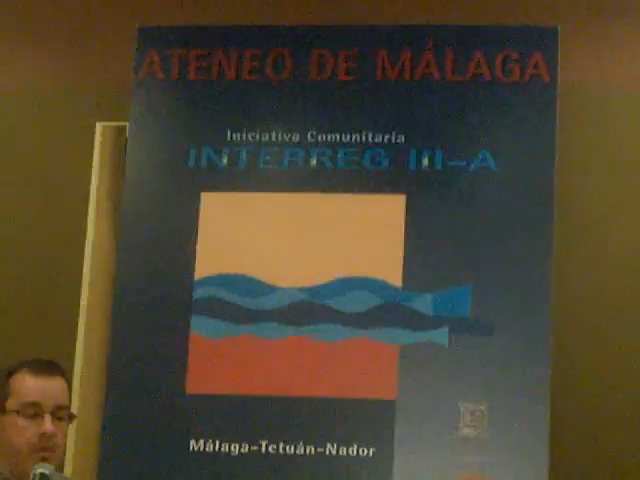 ATENEO DE MÁLAGA
Iniciativa Comunitaria
INTERREG III-A
Málaga-Tetuán-Nador